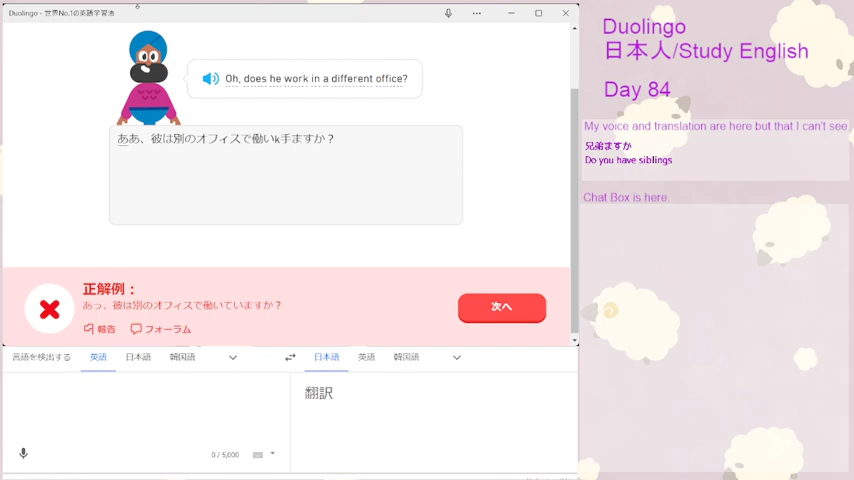 Duolingo - 世界No.1の英語学習法
Oh, does he work in a different office?
ああ、彼は別のオフィスで働いk手ますか？
正解例：
あっ、彼は別のオフィスで働いていますか？
報告 フォーラム
次へ
言語を検出する 英語 日本語 韓国語
日本語 英語 韓国語
翻訳
0 / 5,000
Duolingo
日本人/Study English
Day 84
My voice and translation are here but that I can't see
兄弟ますか
Do you have siblings
Chat Box is here.